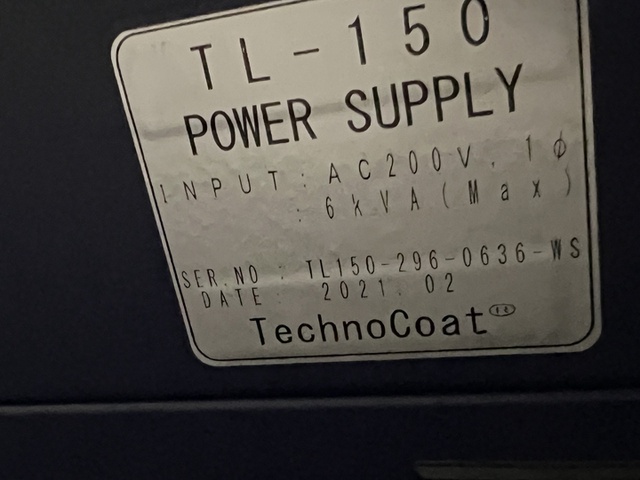 TL-150
POWER SUPPLY
INPUT : AC200V. 1φ
: 6kVA(Max)
SER.NO : TL150-296-0636-WS
DATE : 2021. 02
TechnoCoat